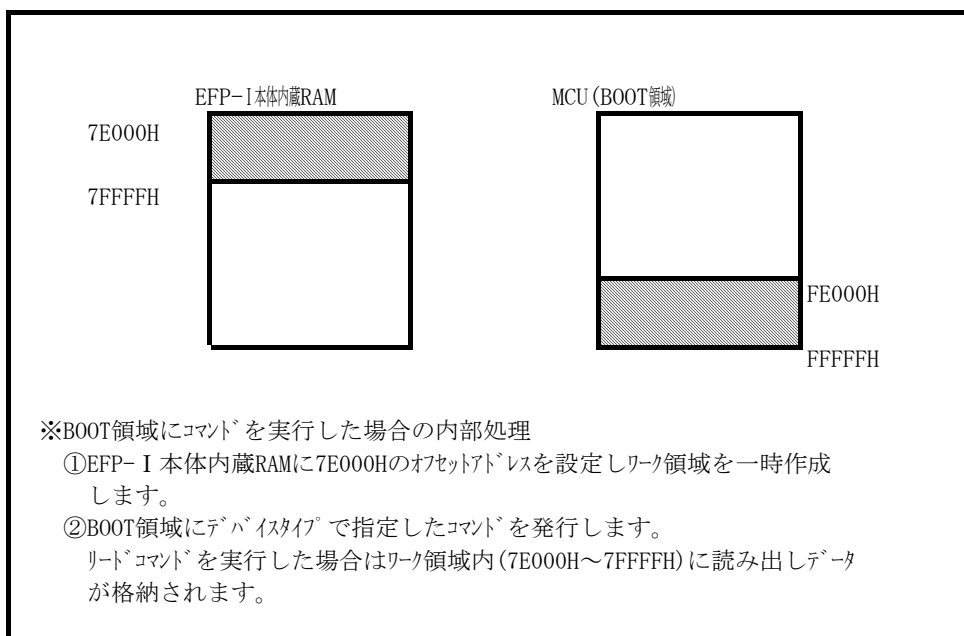 EFP-I本体内蔵RAM
MCU(BOOT領域)
7E000H
7FFFFH
FE000H
FFFFFH
※BOOT領域にｺﾏﾝﾄﾞを実行した場合の内部処理
①EFP-Ⅰ本体内蔵RAMに7E000Hのｵﾌｾｯﾄｱﾄﾞﾚｽを設定しﾜｰｸ領域を一時作成
します。
②BOOT領域にﾃﾞﾊﾞｲｽﾀｲﾌﾟで指定したｺﾏﾝﾄﾞを発行します。
ﾘｰﾄﾞｺﾏﾝﾄﾞを実行した場合はﾜｰｸ領域内(7E000H～7FFFFH)に読み出しﾃﾞｰﾀ
が格納されます。